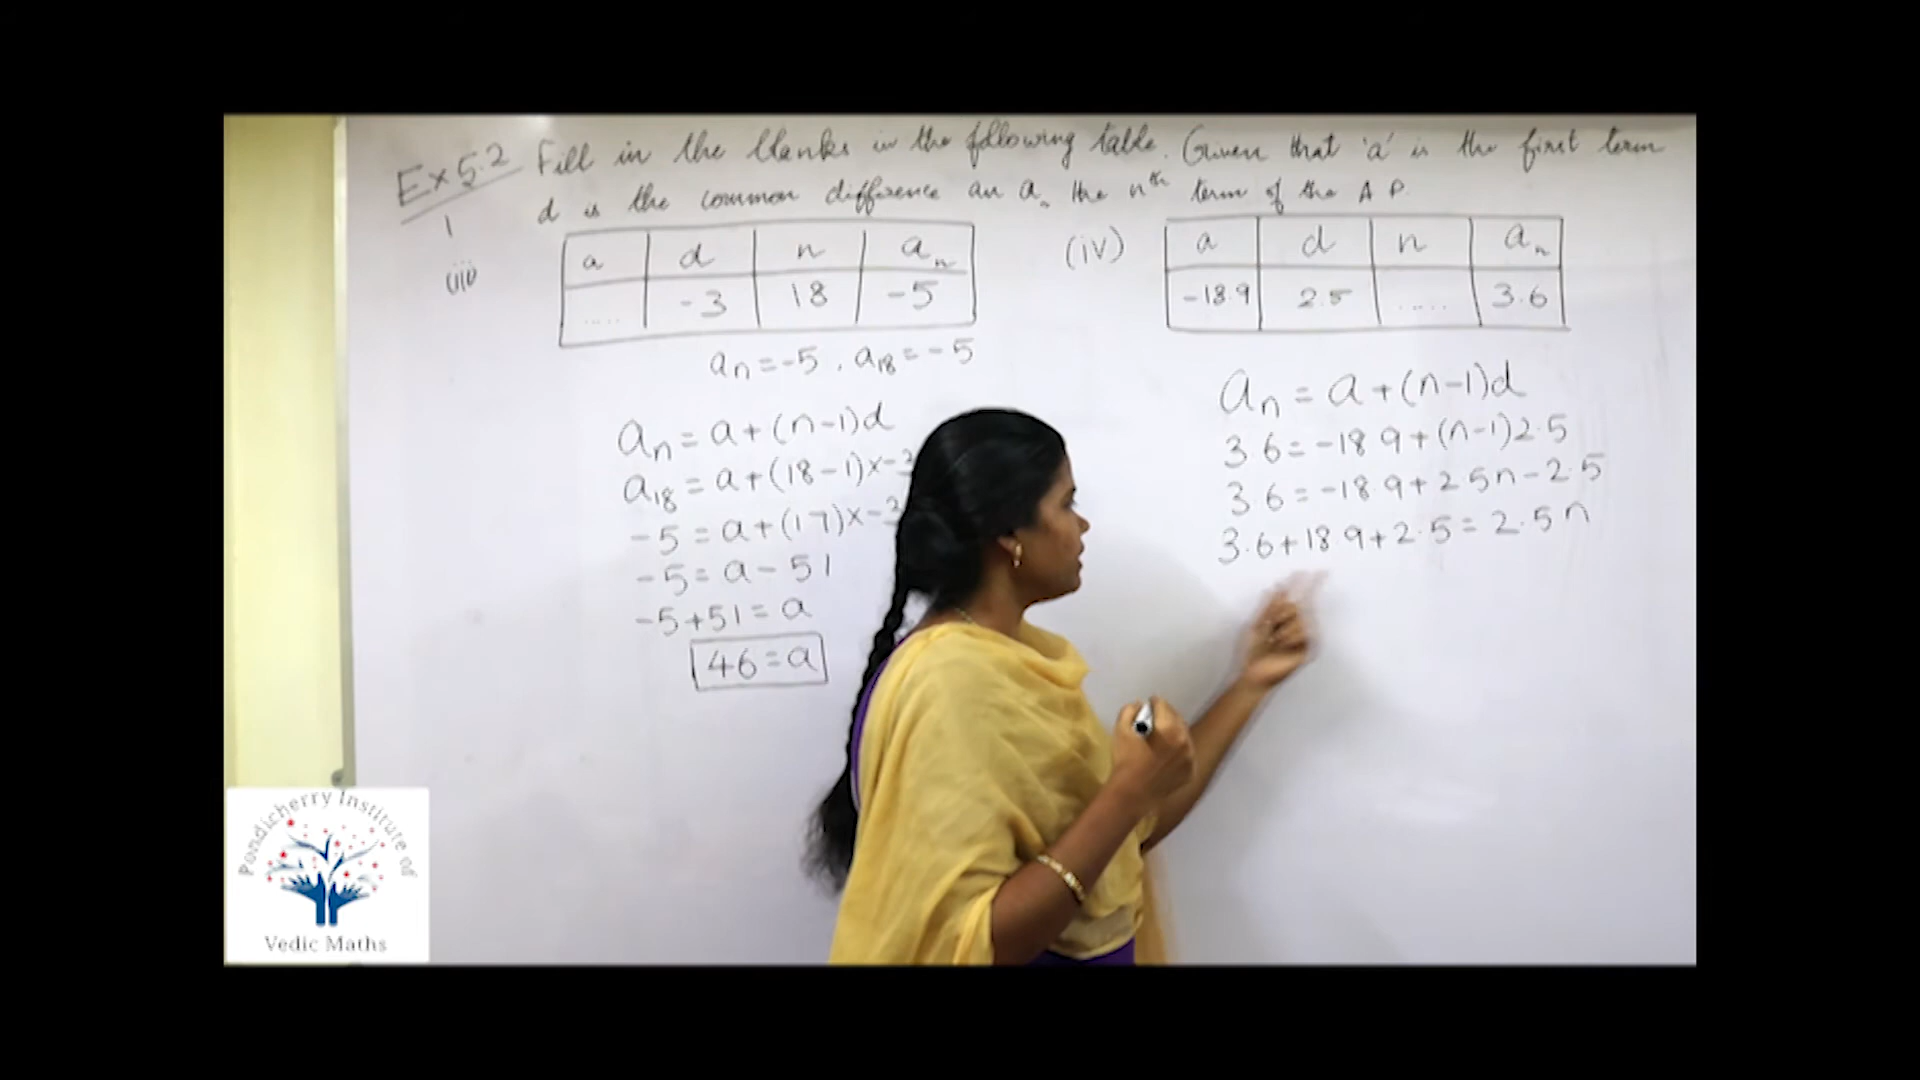 Ex 5.2 Fill in the blanks in the following table. Given that 'a' is the first term
1 d is the common difference an aₙ the nᵗʰ term of the A P.
(iii)
a d n aₙ
..... -3 18 -5
aₙ = -5 , a₁₈ = -5
aₙ = a + (n-1)d
a₁₈ = a + (18-1)x-3
-5 = a + (17)x-3
-5 = a - 51
-5+51 = a
46 = a
(iv)
a d n aₙ
-18.9 2.5 ..... 3.6
aₙ = a + (n-1)d
3.6 = -18.9 + (n-1)2.5
3.6 = -18.9 + 2.5n - 2.5
3.6+18.9+2.5 = 2.5n
Pondicherry Institute of
Vedic Maths